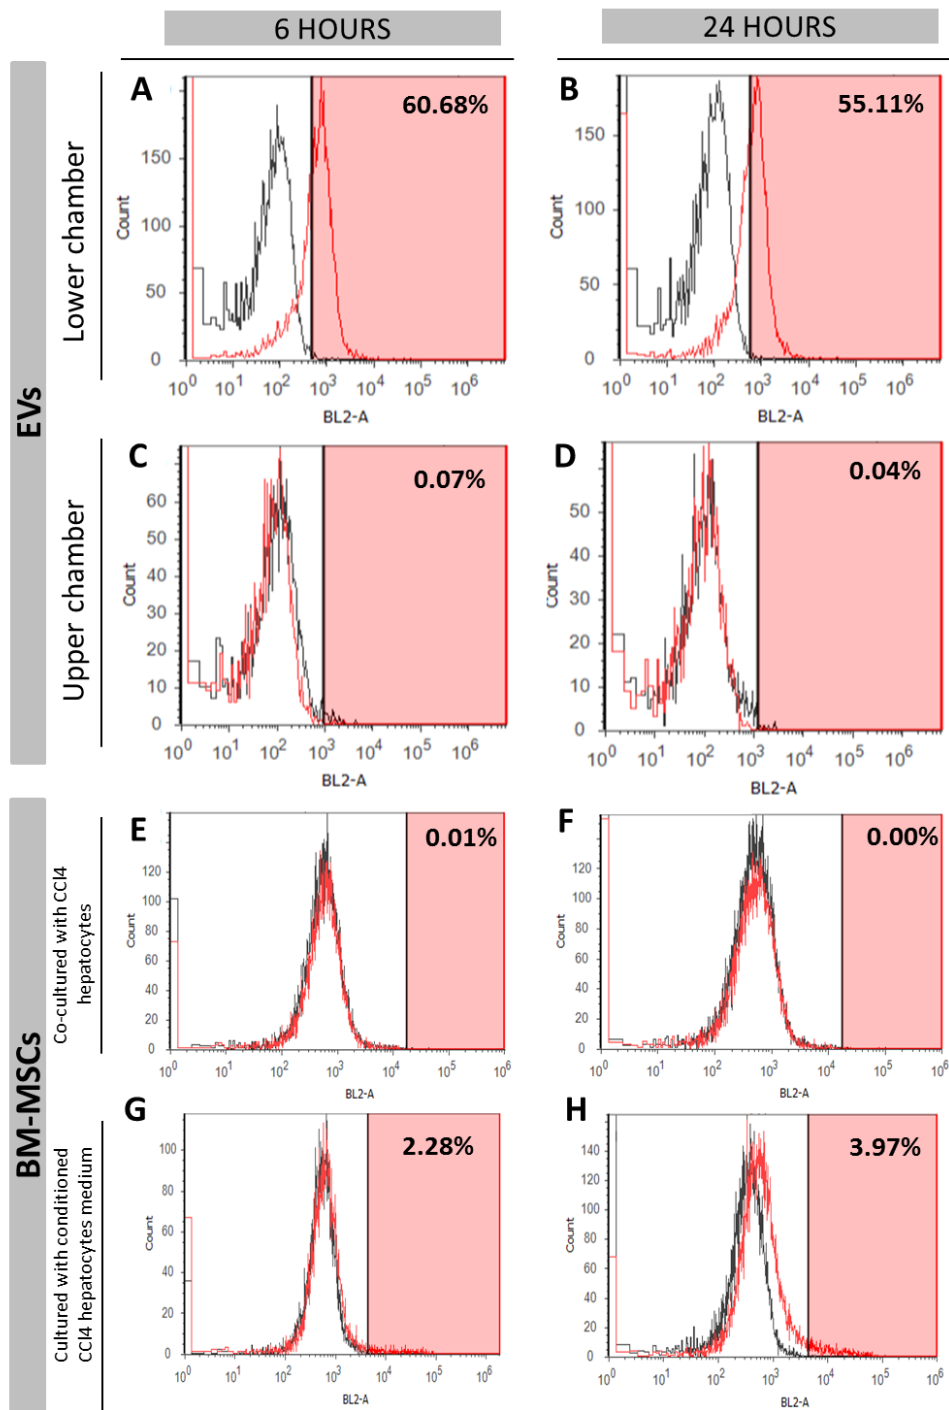 6 HOURS
24 HOURS
EVs
Lower chamber
A
60.68%
Count
150
100
50
0
10^0 10^1 10^2 10^3 10^4 10^5 10^6
BL2-A
B
55.11%
Count
150
100
50
0
10^0 10^1 10^2 10^3 10^4 10^5 10^6
BL2-A
Upper chamber
C
0.07%
Count
60
50
40
30
20
10
0
10^0 10^1 10^2 10^3 10^4 10^5 10^6
BL2-A
D
0.04%
Count
50
40
30
20
10
0
10^0 10^1 10^2 10^3 10^4 10^5 10^6
BL2-A
BM-MSCs
Co-cultured with CCl4
hepatocytes
E
0.01%
Count
120
100
80
60
40
20
0
10^0 10^1 10^2 10^3 10^4 10^5 10^6
BL2-A
F
0.00%
Count
120
100
80
60
40
20
0
10^0 10^1 10^2 10^3 10^4 10^5 10^6
BL2-A
Cultured with conditioned
CCl4 hepatocytes medium
G
2.28%
Count
100
80
60
40
20
0
10^0 10^1 10^2 10^3 10^4 10^5 10^6
BL2-A
H
3.97%
Count
140
120
100
80
60
40
20
0
10^0 10^1 10^2 10^3 10^4 10^5 10^6
BL2-A